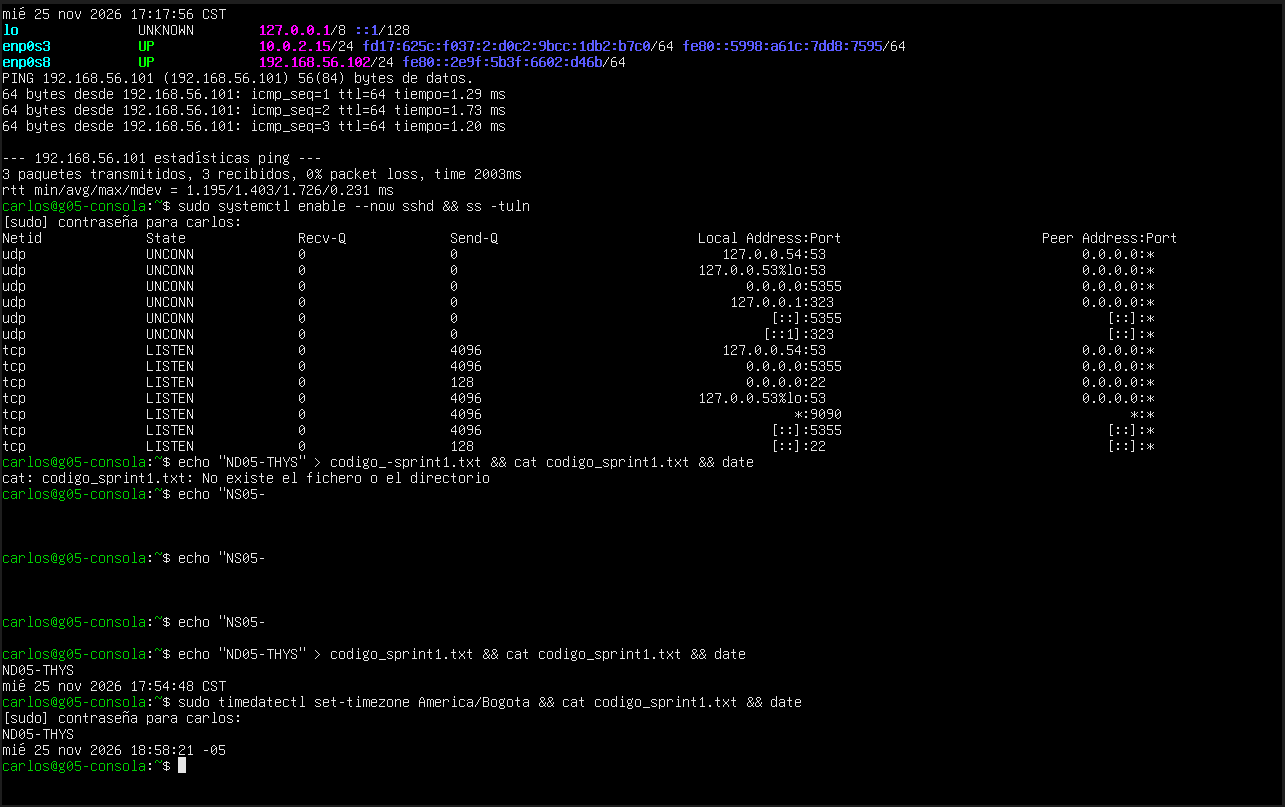 mié 25 nov 2026 17:17:56 CST
lo UNKNOWN 127.0.0.1/8 ::1/128
enp0s3 UP 10.0.2.15/24 fd17:625c:f037:2:d0c2:9bcc:1db2:b7c0/64 fe80::5998:a61c:7dd8:7595/64
enp0s8 UP 192.168.56.102/24 fe80::2e9f:5b3f:6602:d46b/64
PING 192.168.56.101 (192.168.56.101) 56(84) bytes de datos.
64 bytes desde 192.168.56.101: icmp_seq=1 ttl=64 tiempo=1.29 ms
64 bytes desde 192.168.56.101: icmp_seq=2 ttl=64 tiempo=1.73 ms
64 bytes desde 192.168.56.101: icmp_seq=3 ttl=64 tiempo=1.20 ms
--- 192.168.56.101 estadísticas ping ---
3 paquetes transmitidos, 3 recibidos, 0% packet loss, time 2003ms
rtt min/avg/max/mdev = 1.195/1.403/1.726/0.231 ms
carlos@g05-consola:~$ sudo systemctl enable --now sshd && ss -tuln
[sudo] contraseña para carlos:
Netid State Recv-Q Send-Q Local Address:Port Peer Address:Port
udp UNCONN 0 0 127.0.0.54:53 0.0.0.0:*
udp UNCONN 0 0 127.0.0.53%lo:53 0.0.0.0:*
udp UNCONN 0 0 0.0.0.0:5355 0.0.0.0:*
udp UNCONN 0 0 127.0.0.1:323 0.0.0.0:*
udp UNCONN 0 0 [::]:5355 [::]:*
udp UNCONN 0 0 [::1]:323 [::]:*
tcp LISTEN 0 4096 127.0.0.54:53 0.0.0.0:*
tcp LISTEN 0 4096 0.0.0.0:5355 0.0.0.0:*
tcp LISTEN 0 128 0.0.0.0:22 0.0.0.0:*
tcp LISTEN 0 4096 127.0.0.53%lo:53 0.0.0.0:*
tcp LISTEN 0 4096 *:9090 *:*
tcp LISTEN 0 4096 [::]:5355 [::]:*
tcp LISTEN 0 128 [::]:22 [::]:*
carlos@g05-consola:~$ echo "ND05-THYS" > codigo_-sprint1.txt && cat codigo_sprint1.txt && date
cat: codigo_sprint1.txt: No existe el fichero o el directorio
carlos@g05-consola:~$ echo "NS05-
carlos@g05-consola:~$ echo "NS05-
carlos@g05-consola:~$ echo "NS05-
carlos@g05-consola:~$ echo "ND05-THYS" > codigo_sprint1.txt && cat codigo_sprint1.txt && date
ND05-THYS
mié 25 nov 2026 17:54:48 CST
carlos@g05-consola:~$ sudo timedatectl set-timezone America/Bogota && cat codigo_sprint1.txt && date
[sudo] contraseña para carlos:
ND05-THYS
mié 25 nov 2026 18:58:21 -05
carlos@g05-consola:~$